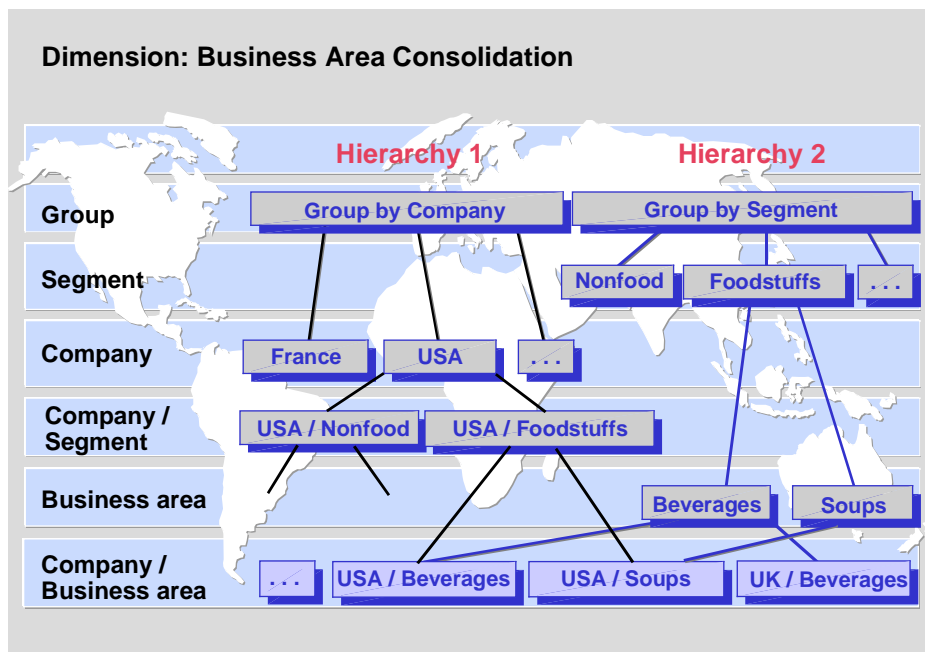 Dimension: Business Area Consolidation
Hierarchy 1 Hierarchy 2
Group Group by Company Group by Segment
Segment Nonfood Foodstuffs . . .
Company France USA . . .
Company /
Segment USA / Nonfood USA / Foodstuffs
Business area Beverages Soups
Company /
Business area . . . USA / Beverages USA / Soups UK / Beverages